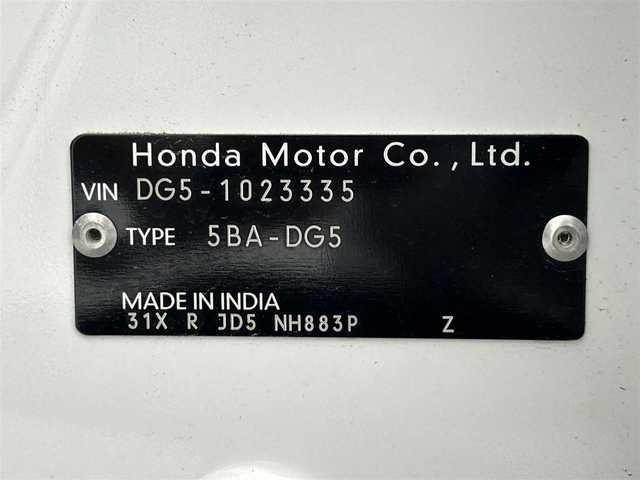 Honda Motor Co., Ltd.
VIN DG5-1023335
TYPE 5BA-DG5
MADE IN INDIA
31X R JD5 NH883P Z